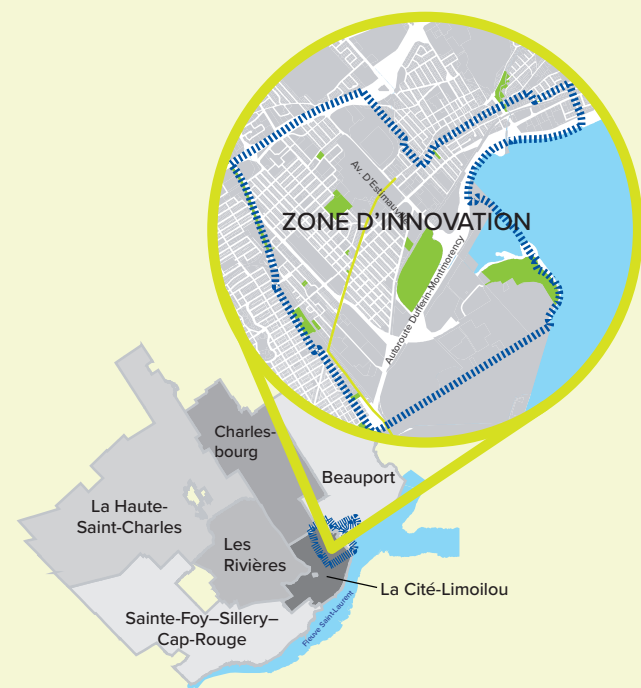 Av. D'Estimauville
ZONE D'INNOVATION
Autoroute Dufferin-Montmorency
Charles-
bourg
Beauport
La Haute-
Saint-Charles
Les
Rivières
La Cité-Limoilou
Sainte-Foy–Sillery–
Cap-Rouge
Fleuve Saint-Laurent